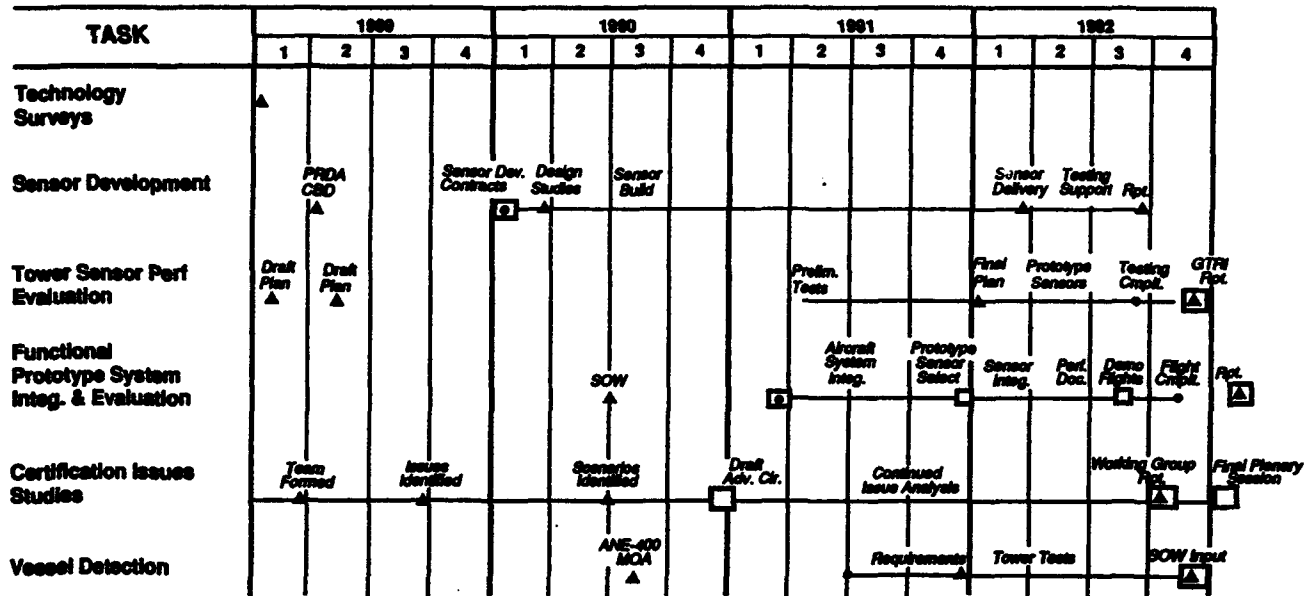 TASK
1989 1990 1991 1992
1 2 3 4 1 2 3 4 1 2 3 4 1 2 3 4
Technology
Surveys
Sensor Development
PRDA
CBD
Sensor Dev.
Contracts
Design
Studies
Sensor
Build
Sensor
Delivery
Testing
Support
Rpt.
Tower Sensor Perf
Evaluation
Draft
Plan
Draft
Plan
Prelim.
Tests
Final
Plan
Prototype
Sensors
Testing
Cmplt.
GTRI
Rpt.
Functional
Prototype System
Integ. & Evaluation
SOW
Aircraft
System
Integ.
Prototype
Sensor
Select
Sensor
Integ.
Perf.
Doc.
Demo
Flights
Flight
Cmplt.
Rpt.
Certification Issues
Studies
Team
Formed
Issues
Identified
Scenarios
Identified
Draft
Adv. Cir.
Continued
Issue Analysis
Working Group
Rpt.
Final Plenary
Session
Vessel Detection
ANE-400
MOA
Requirements
Tower Tests
SOW Input